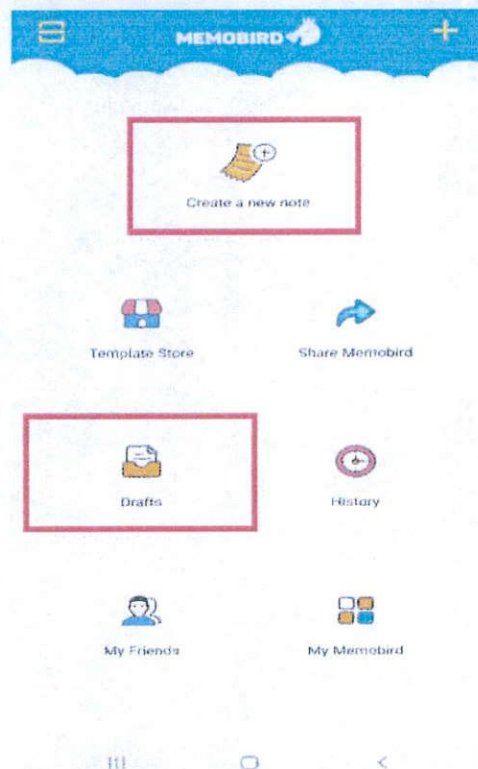 MEMOBIRD
Create a new note
Template Store
Share Memobird
Drafts
History
My Friends
My Memobird